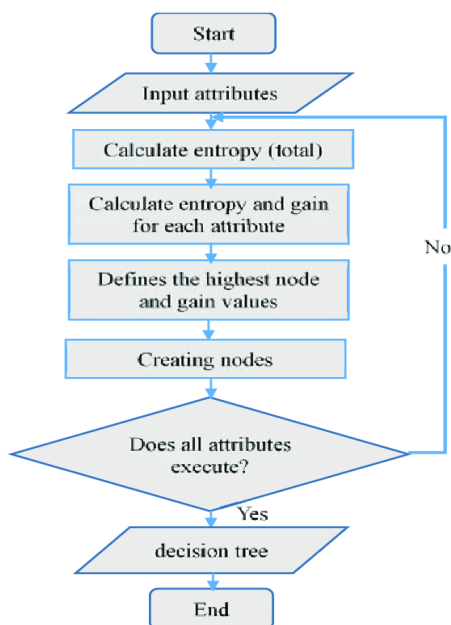 Start
Input attributes
Calculate entropy (total)
Calculate entropy and gain
for each attribute
Defines the highest node
and gain values
Creating nodes
Does all attributes
execute?
No
Yes
decision tree
End